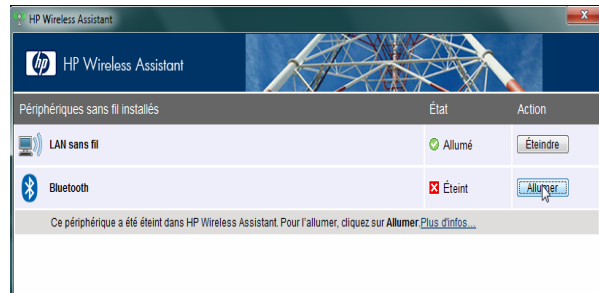 HP Wireless Assistant
hp HP Wireless Assistant
Périphériques sans fil installés État Action
LAN sans fil Allumé Éteindre
Bluetooth Éteint Allumer
Ce périphérique a été éteint dans HP Wireless Assistant. Pour l'allumer, cliquez sur Allumer.Plus d'infos...